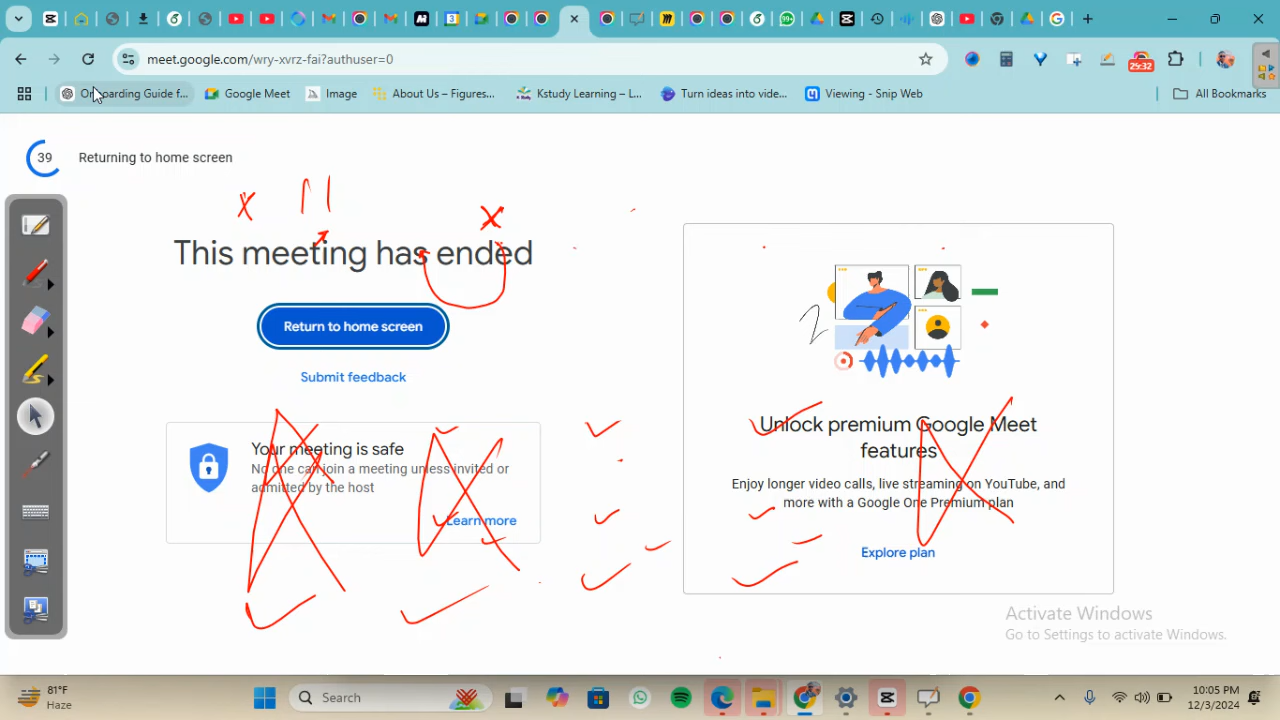 meet.google.com/wry-xvrz-fai?authuser=0
25:32
Onboarding Guide f...
Google Meet
Image
About Us – Figures...
Kstudy Learning – L...
Turn ideas into vide...
Viewing - Snip Web
All Bookmarks
39
Returning to home screen
This meeting has ended
Return to home screen
Submit feedback
Your meeting is safe
No one can join a meeting unless invited or
admitted by the host
Learn more
2
Unlock premium Google Meet
features
Enjoy longer video calls, live streaming on YouTube, and
more with a Google One Premium plan
Explore plan
Activate Windows
Go to Settings to activate Windows.
81°F
Haze
Search
10:05 PM
12/3/2024